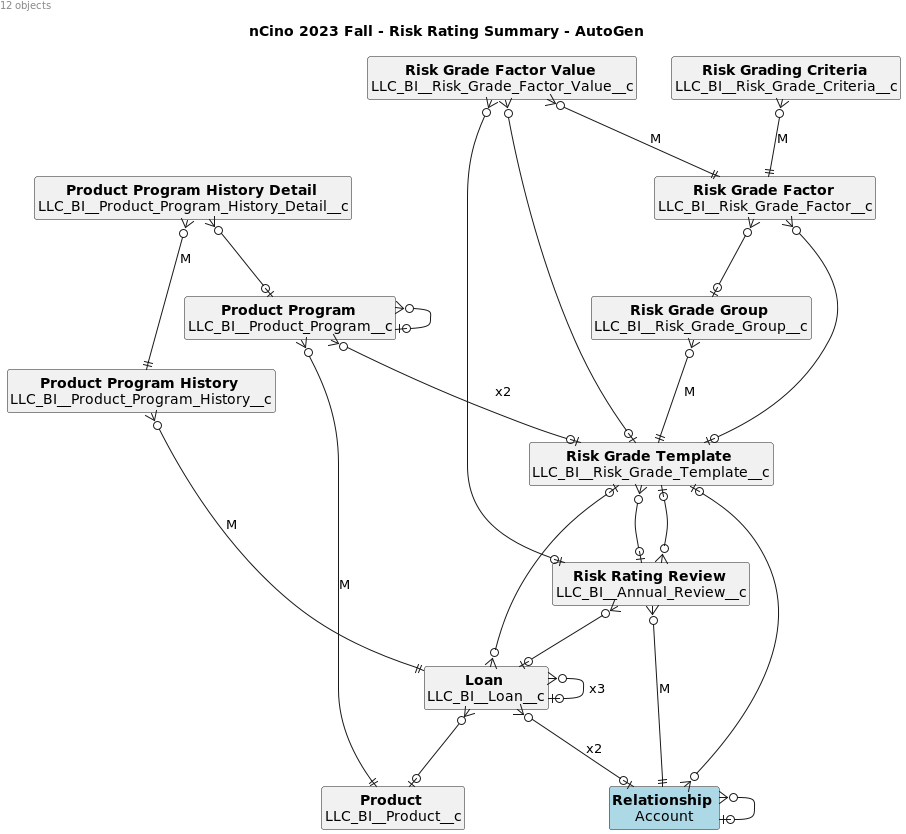 12 objects
nCino 2023 Fall - Risk Rating Summary - AutoGen
Risk Grade Factor Value
LLC_BI__Risk_Grade_Factor_Value__c
Risk Grading Criteria
LLC_BI__Risk_Grade_Criteria__c
M
M
Product Program History Detail
LLC_BI__Product_Program_History_Detail__c
Risk Grade Factor
LLC_BI__Risk_Grade_Factor__c
M
Product Program
LLC_BI__Product_Program__c
Risk Grade Group
LLC_BI__Risk_Grade_Group__c
Product Program History
LLC_BI__Product_Program_History__c
x2
M
Risk Grade Template
LLC_BI__Risk_Grade_Template__c
M
M
Risk Rating Review
LLC_BI__Annual_Review__c
Loan
LLC_BI__Loan__c
x3
M
x2
Product
LLC_BI__Product__c
Relationship
Account